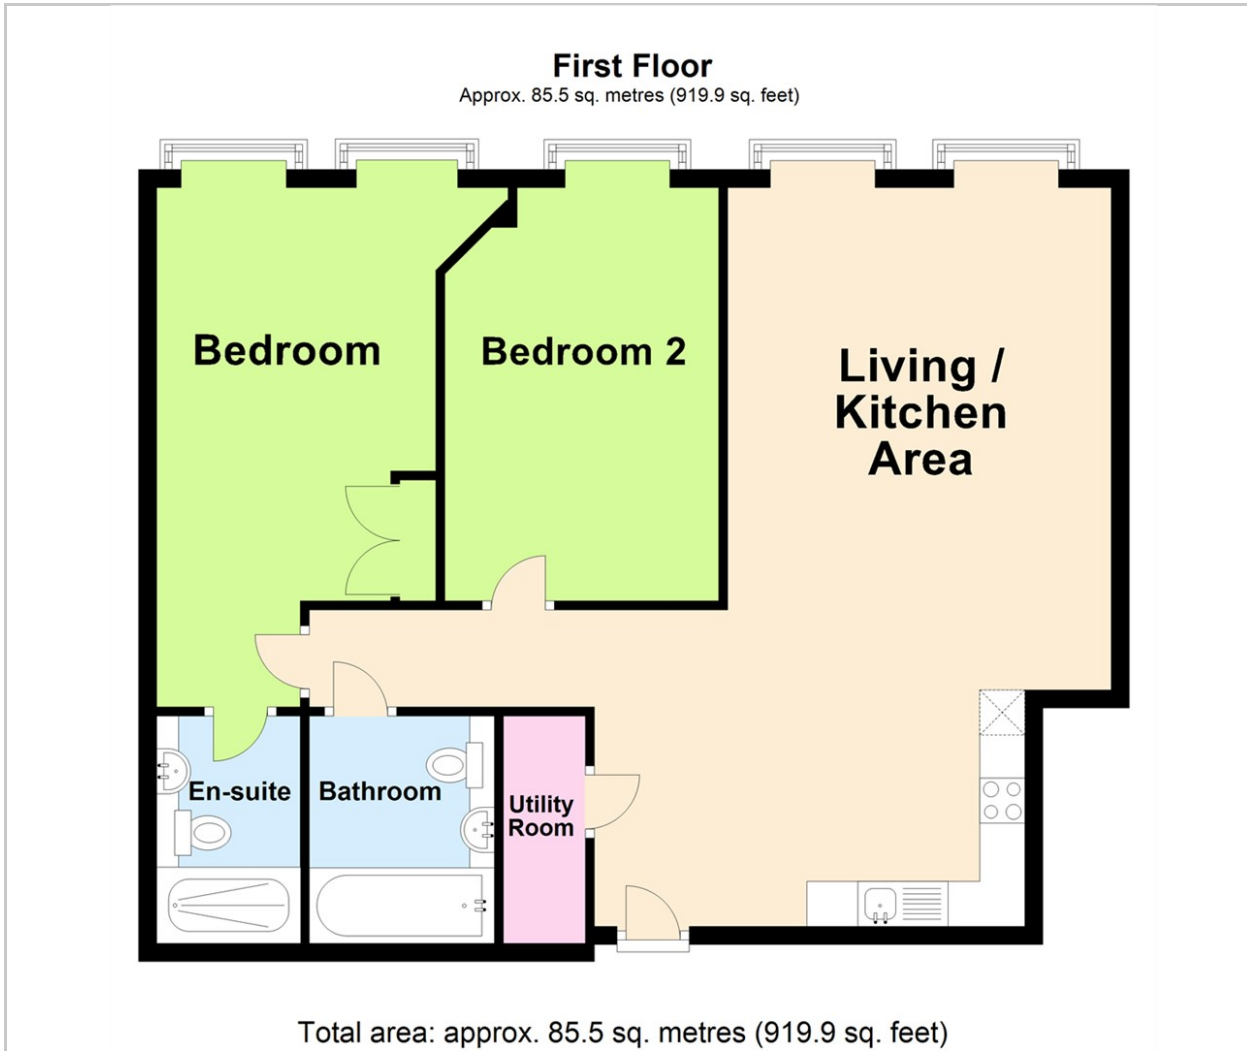 First Floor
Approx. 85.5 sq. metres (919.9 sq. feet)
Bedroom
Bedroom 2
Living /
Kitchen
Area
En-suite
Bathroom
Utility
Room
Total area: approx. 85.5 sq. metres (919.9 sq. feet)